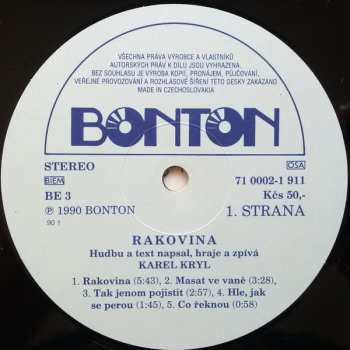 VŠECHNA PRÁVA VÝROBCE A VLASTNÍKŮ
AUTORSKÝCH PRÁV K DÍLU JSOU VYHRAZENA.
BEZ SOUHLASU JE VÝROBA KOPIÍ, PRONÁJEM, PŮJČOVÁNÍ,
VEŘEJNÉ PROVOZOVÁNÍ A ROZHLASOVÉ ŠÍŘENÍ TÉTO DESKY ZAKÁZÁNO
MADE IN CZECHOSLOVAKIA
BONTON
STEREO OSA
BIEM 71 0002-1 911
BE 3 Kčs 50,-
℗ 1990 BONTON 1. STRANA
90 1
RAKOVINA
Hudbu a text napsal, hraje a zpívá
KAREL KRYL
1. Rakovina (5:43), 2. Masat ve vaně (3:28),
3. Tak jenom pojistit (2:57), 4. Hle, jak
se perou (1:45), 5. Co řeknou (0:58)